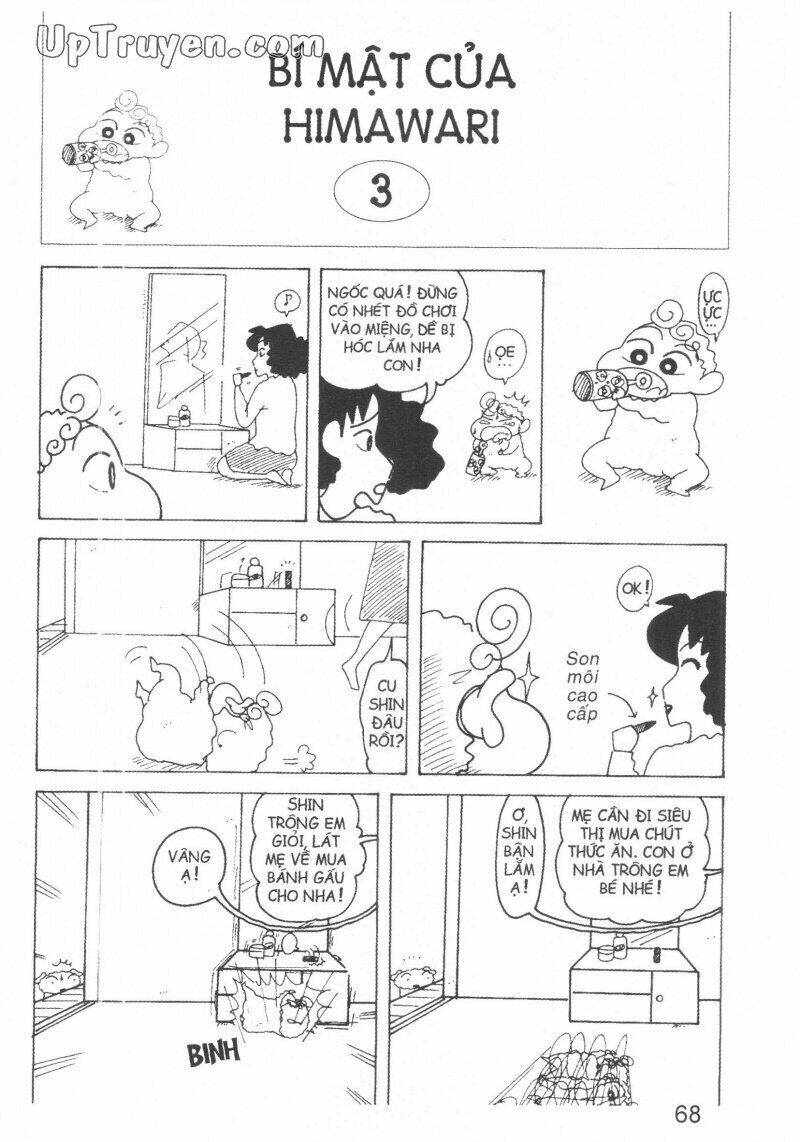 UpTruyen.com
BÍ MẬT CỦA
HIMAWARI
3
ỰC
ỰC
...
NGỐC QUÁ! ĐỪNG
CÓ NHÉT ĐỒ CHƠI
VÀO MIỆNG, DỄ BỊ
HÓC LẮM NHA
CON!
ỌE
...
♪
OK!
Son
môi
cao
cấp
CU
SHIN
ĐÂU
RỒI?
MẸ CẦN ĐI SIÊU
THỊ MUA CHÚT
THỨC ĂN. CON Ở
NHÀ TRÔNG EM
BÉ NHÉ!
Ơ,
SHIN
BẬN
LẮM
Ạ!
SHIN
TRÔNG EM
GIỎI, LÁT
MẸ VỀ MUA
BÁNH GẤU
CHO NHA!
VÂNG
Ạ!
BINH
68